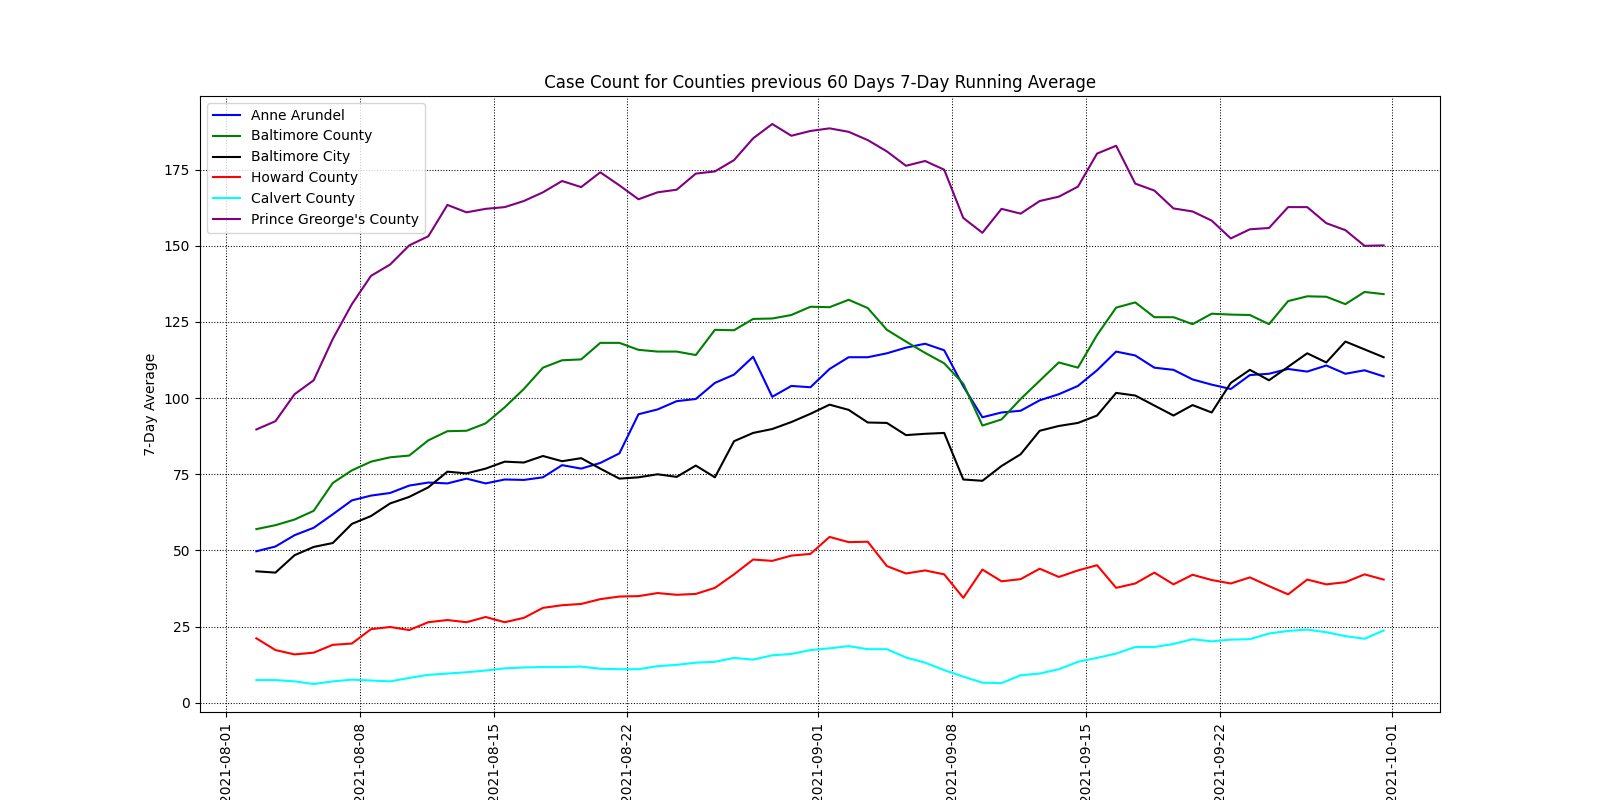 Case Count for Counties previous 60 Days 7-Day Running Average
Anne Arundel
Baltimore County
Baltimore City
Howard County
Calvert County
Prince Greorge's County
7-Day Average
175
150
125
100
75
50
25
0
2021-08-01
2021-08-08
2021-08-15
2021-08-22
2021-09-01
2021-09-08
2021-09-15
2021-09-22
2021-10-01